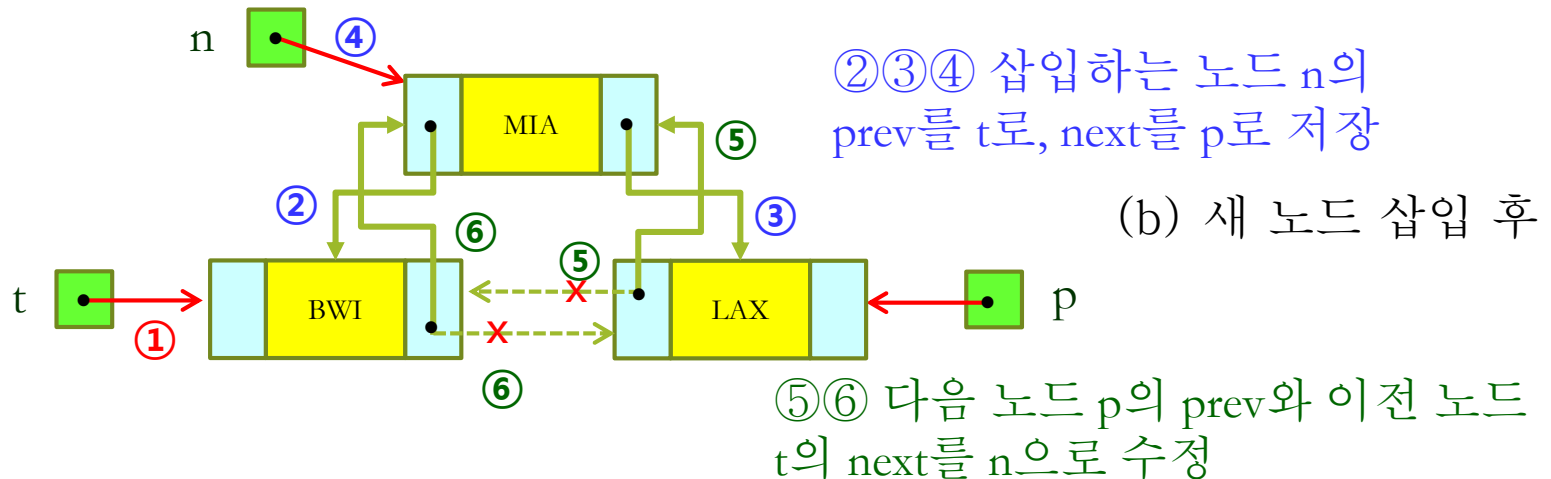 n
④
②③④ 삽입하는 노드 n의
prev를 t로, next를 p로 저장
MIA
⑤
②
③
(b) 새 노드 삽입 후
⑥
⑤
t
BWI
x
x
LAX
p
①
⑥
⑤⑥ 다음 노드 p의 prev와 이전 노드
t의 next를 n으로 수정